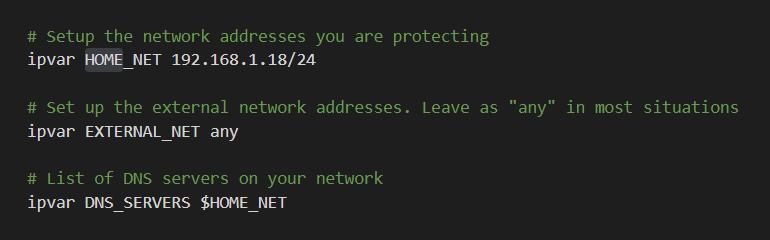 # Setup the network addresses you are protecting
ipvar HOME_NET 192.168.1.18/24
# Set up the external network addresses. Leave as "any" in most situations
ipvar EXTERNAL_NET any
# List of DNS servers on your network
ipvar DNS_SERVERS $HOME_NET